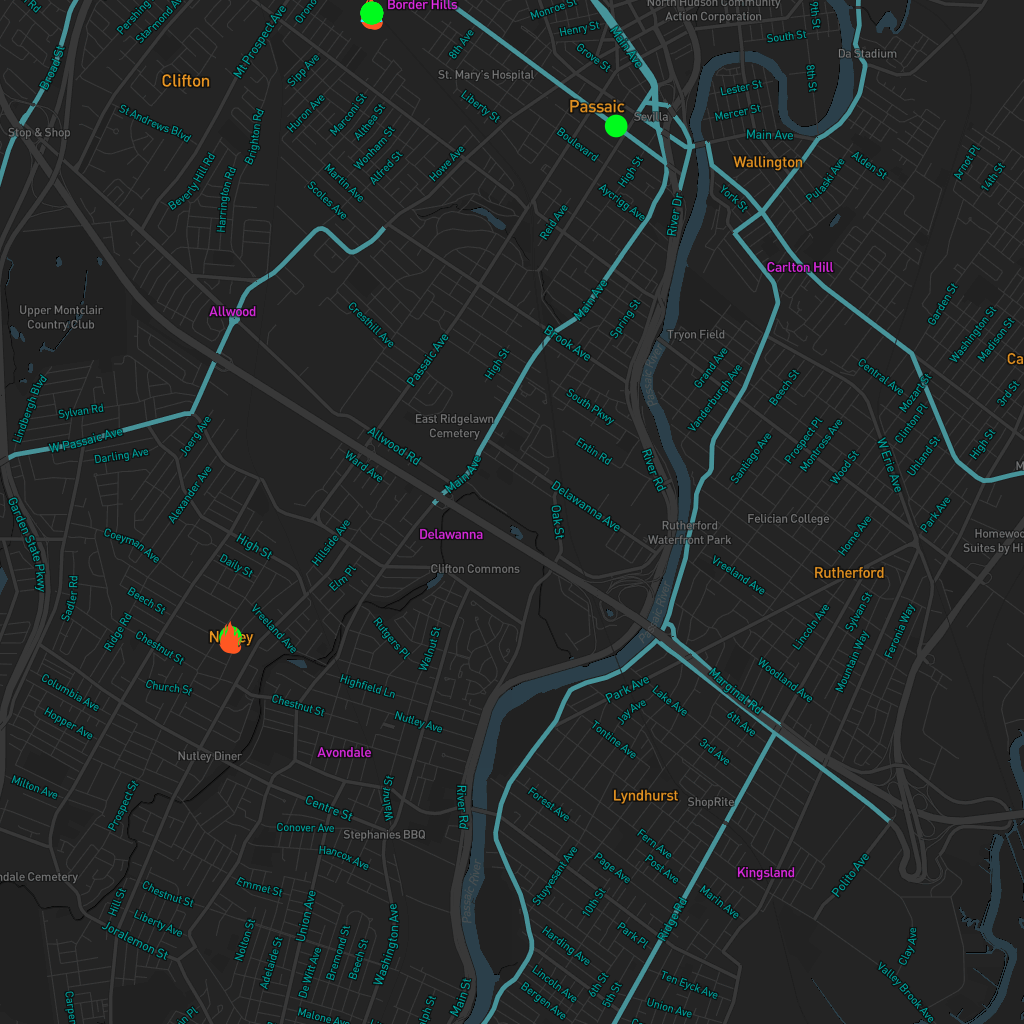 Border Hills
North Hudson Community
Action Corporation
Monroe St
Henry St
9th St
Pershing
Starmond Ave
Mt Prospect Ave
Broad St
8th Ave
Grove St
Main Ave
South St
Da Stadium
Clifton
Sipp Ave
St. Mary's Hospital
8th St
Lester St
Passaic
Sevilla
Mercer St
Main Ave
Stop & Shop
St Andrews Blvd
Huron Ave
Marconi St
Althea St
Liberty St
Brighton Rd
Wonham St
Alfred St
Howe Ave
Boulevard
High St
Wallington
Alden St
Arnot Pl
14th St
Beverly Hill Rd
Harrington Rd
Martin Ave
Scoles Ave
Aycrigg Ave
River Dr
York St
Pulaski Ave
Reid Ave
Carlton Hill
Upper Montclair
Country Club
Allwood
Cresthill Ave
Passaic Ave
High St
Brook Ave
Main Ave
Spring St
Tryon Field
Garden St
Washington St
Madison St
Grand Ave
Vanderburgh Ave
Beech St
Central Ave
Mozart St
Clinton Pl
3rd St
Lindbergh Blvd
Sylvan Rd
W Passaic Ave
Darling Ave
Joerg Ave
East Ridgelawn
Cemetery
South Pkwy
Allwood Rd
Ward Ave
Main Ave
Entin Rd
River Rd
Santiago Ave
Prospect Pl
Montross Ave
Wood St
W Erie Ave
Uhland St
High St
Garden State Pkwy
Alexander Ave
Delawanna Ave
Oak St
Delawanna
Rutherford
Waterfront Park
Felician College
Home Ave
Park Ave
Coeyman Ave
High St
Daily St
Hillside Ave
Elm Pl
Clifton Commons
Vreeland Ave
Rutherford
Sadler Rd
Beech St
Ridge Rd
Chestnut St
Vreeland Ave
Rutgers Pl
Walnut St
Lincoln Ave
Sylvan St
Mountain Way
Feronia Way
Columbia Ave
Hopper Ave
Church St
Chestnut St
Highfield Ln
Nutley Ave
Park Ave
Jay Ave
Lake Ave
Marginal Rd
Woodland Ave
6th Ave
Tontine Ave
3rd Ave
Nutley Diner
Avondale
Milton Ave
Prospect St
Centre St
Walnut St
River Rd
Conover Ave
Stephanies BBQ
Hancox Ave
Lyndhurst
ShopRite
Forest Ave
Fern Ave
Post Ave
Page Ave
Stuyvesant Ave
Kingsland
Polito Ave
Marin Ave
Hill St
Chestnut St
Liberty Ave
Joralemon St
Emmet St
Nolton St
Adelaide St
Union Ave
De Witt Ave
Bremond St
Beech St
Washington Ave
Passaic River
10th St
Park Pl
Ridge Rd
Harding Ave
Lincoln Ave
Bergen Ave
6th St
5th St
Ten Eyck Ave
Union Ave
Clay Ave
Valley Brook Ave
Main St
Malone Ave